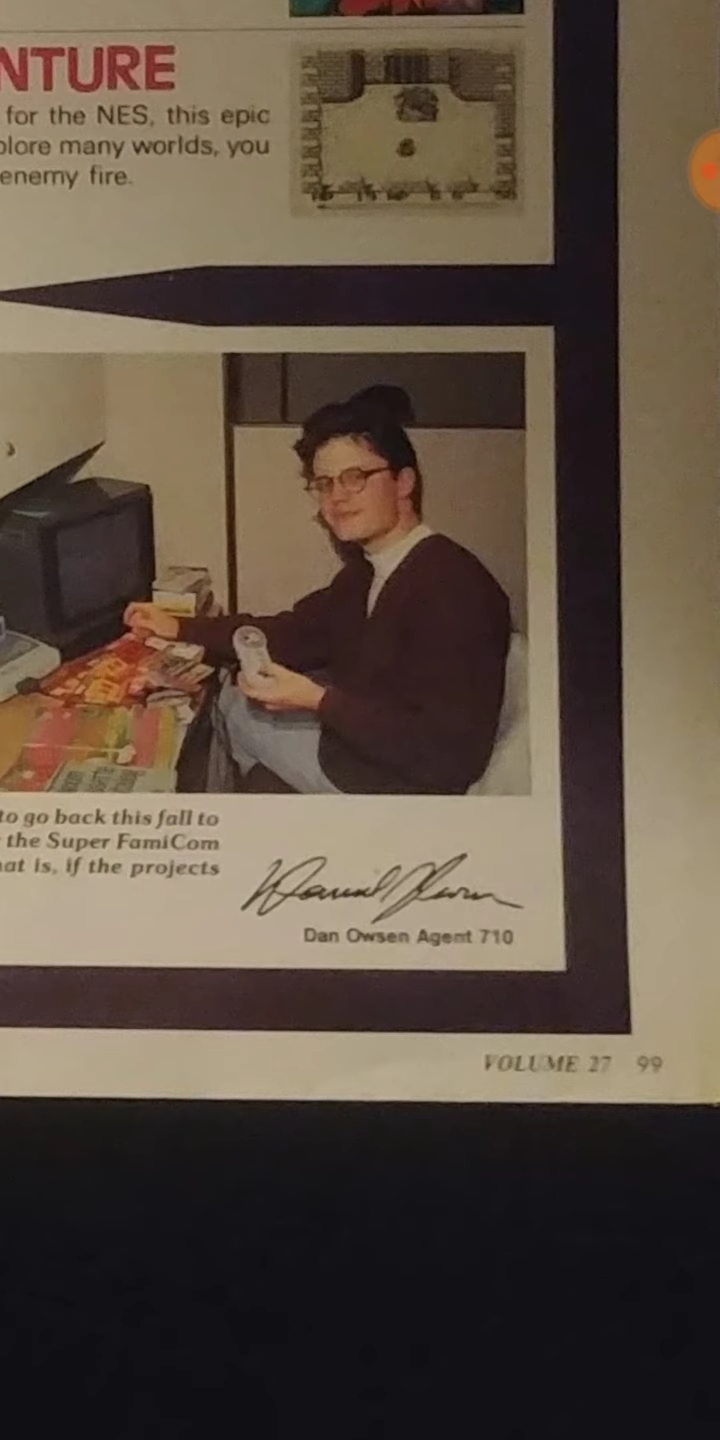 NTURE
for the NES, this epic
plore many worlds, you
enemy fire.
to go back this fall to
the Super FamiCom
hat is, if the projects
Dan Owsen Agent 710
VOLUME 27 99